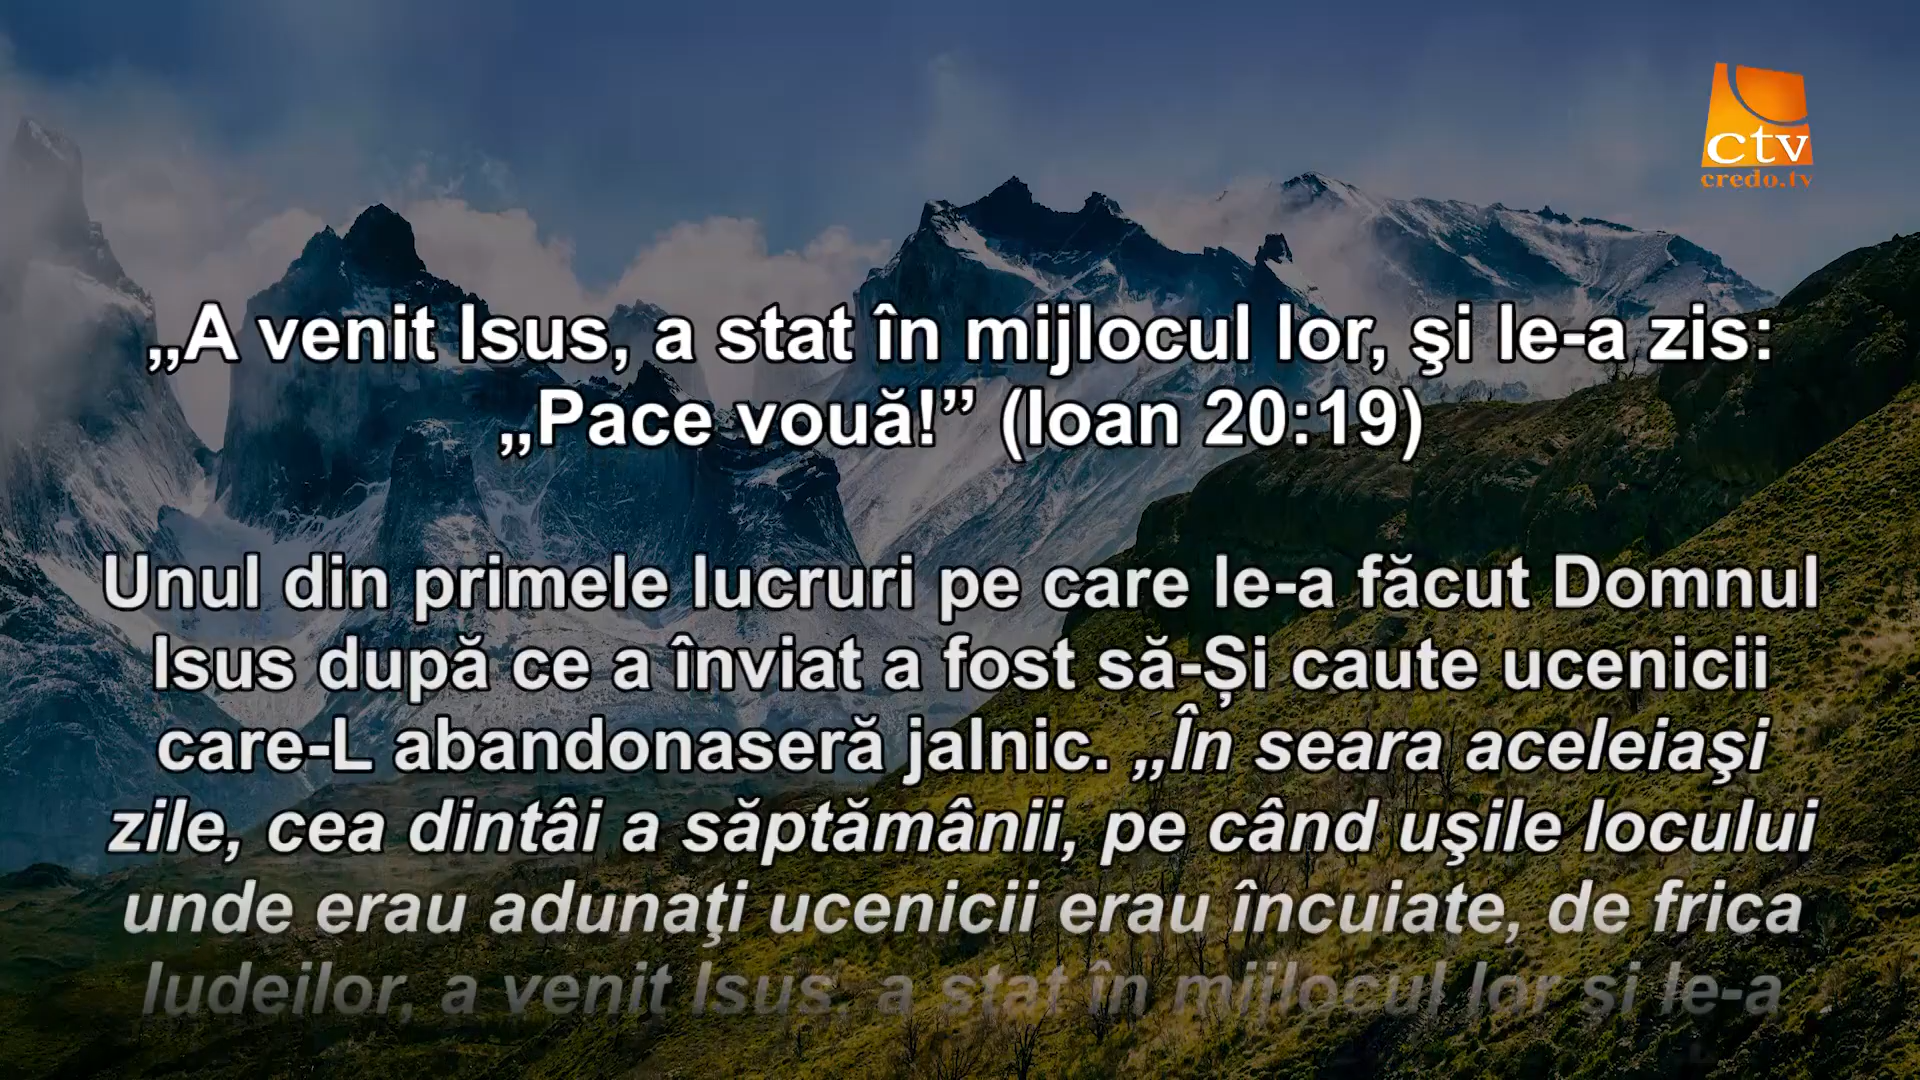 ctv
credo.tv
„A venit Isus, a stat în mijlocul lor, şi le-a zis:
„Pace vouă!” (Ioan 20:19)
Unul din primele lucruri pe care le-a făcut Domnul
Isus după ce a înviat a fost să-Și caute ucenicii
care-L abandonaseră jalnic. „În seara aceleiaşi
zile, cea dintâi a săptămânii, pe când uşile locului
unde erau adunaţi ucenicii erau încuiate, de frica
Iudeilor, a venit Isus, a stat în mijlocul lor şi le-a